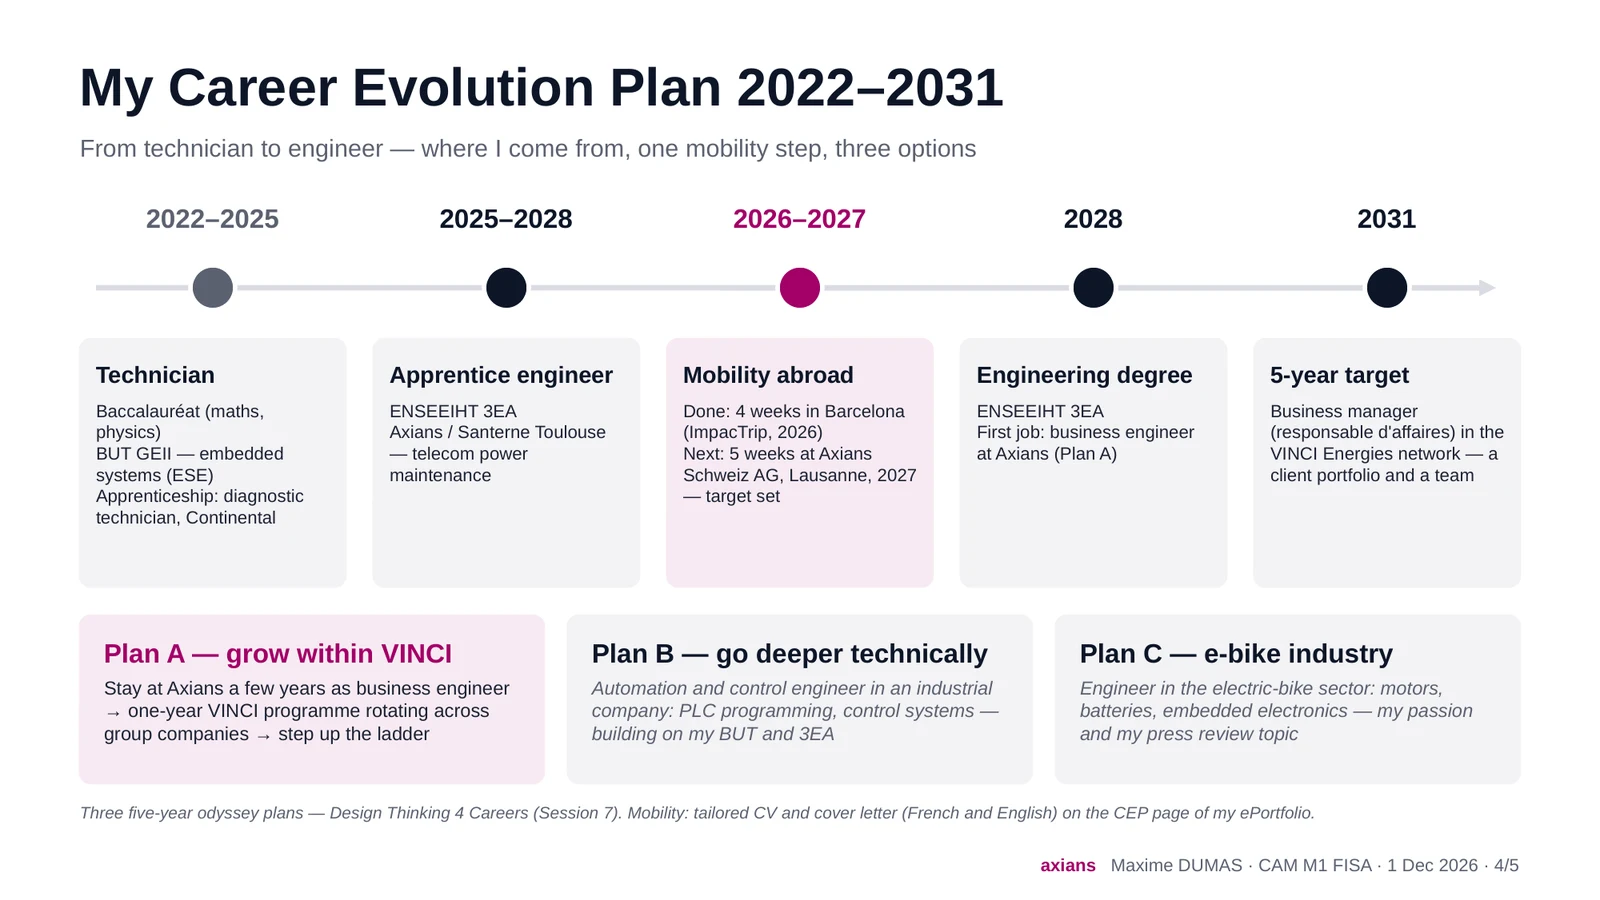 My Career Evolution Plan 2022–2031
From technician to engineer — where I come from, one mobility step, three options
2022–2025
2025–2028
2026–2027
2028
2031
Technician
Baccalauréat (maths,
physics)
BUT GEII — embedded
systems (ESE)
Apprenticeship: diagnostic
technician, Continental
Apprentice engineer
ENSEEIHT 3EA
Axians / Santerne Toulouse
— telecom power
maintenance
Mobility abroad
Done: 4 weeks in Barcelona
(ImpacTrip, 2026)
Next: 5 weeks at Axians
Schweiz AG, Lausanne, 2027
— target set
Engineering degree
ENSEEIHT 3EA
First job: business engineer
at Axians (Plan A)
5-year target
Business manager
(responsable d'affaires) in the
VINCI Energies network — a
client portfolio and a team
Plan A — grow within VINCI
Stay at Axians a few years as business engineer
→ one-year VINCI programme rotating across
group companies → step up the ladder
Plan B — go deeper technically
Automation and control engineer in an industrial
company: PLC programming, control systems —
building on my BUT and 3EA
Plan C — e-bike industry
Engineer in the electric-bike sector: motors,
batteries, embedded electronics — my passion
and my press review topic
Three five-year odyssey plans — Design Thinking 4 Careers (Session 7). Mobility: tailored CV and cover letter (French and English) on the CEP page of my ePortfolio.
axians Maxime DUMAS · CAM M1 FISA · 1 Dec 2026 · 4/5